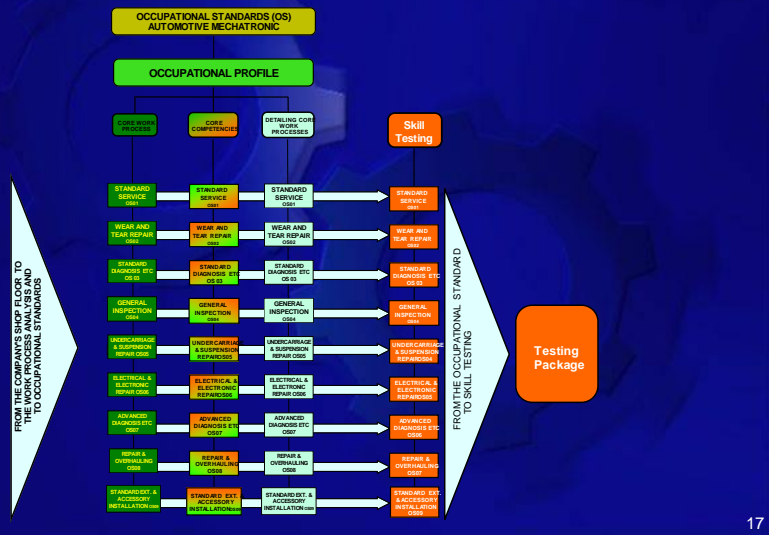 OCCUPATIONAL STANDARDS (OS)
AUTOMOTIVE MECHATRONIC
OCCUPATIONAL PROFILE
CORE WORK
PROCESS
CORE
COMPETENCIES
DETAILING CORE
WORK
PROCESSES
Skill
Testing
FROM THE COMPANY'S SHOP FLOOR TO
THE WORK PROCESS ANALYSIS AND
TO OCCUPATIONAL STANDARDS
STANDARD
SERVICE
OS01
STANDARD
SERVICE
OS01
STANDARD
SERVICE
OS01
STANDARD
SERVICE
OS01
WEAR AND
TEAR REPAIR
OS02
WEAR AND
TEAR REPAIR
OS02
WEAR AND
TEAR REPAIR
OS02
WEAR AND
TEAR REPAIR
OS02
STANDARD
DIAGNOSIS ETC
OS 03
STANDARD
DIAGNOSIS ETC
OS 03
STANDARD
DIAGNOSIS ETC
OS 03
STANDARD
DIAGNOSIS ETC
OS 03
GENERAL
INSPECTION
OS04
GENERAL
INSPECTION
OS04
GENERAL
INSPECTION
OS04
GENERAL
INSPECTION
OS04
UNDERCARRIAGE
& SUSPENSION
REPAIR OS05
UNDERCARRIAGE
& SUSPENSION
REPAIROS05
UNDERCARRIAGE
& SUSPENSION
REPAIR OS05
UNDERCARRIAGE
& SUSPENSION
REPAIROS04
ELECTRICAL &
ELECTRONIC
REPAIR OS06
ELECTRICAL &
ELECTRONIC
REPAIROS06
ELECTRICAL &
ELECTRONIC
REPAIR OS06
ELECTRICAL &
ELECTRONIC
REPAIROS05
ADVANCED
DIAGNOSIS ETC
OS07
ADVANCED
DIAGNOSIS ETC
OS07
ADVANCED
DIAGNOSIS ETC
OS07
ADVANCED
DIAGNOSIS ETC
OS06
REPAIR &
OVERHAULING
OS08
REPAIR &
OVERHAULING
OS08
REPAIR &
OVERHAULING
OS08
REPAIR &
OVERHAULING
OS07
STANDARD EXT. &
ACCESSORY
INSTALLATION OS09
STANDARD EXT. &
ACCESSORY
INSTALLATION OS09
STANDARD EXT. &
ACCESSORY
INSTALLATION OS09
STANDARD EXT.
& ACCESSORY
INSTALLATION
OS09
FROM THE OCCUPATIONAL STANDARD
TO SKILL TESTING
Testing
Package
17